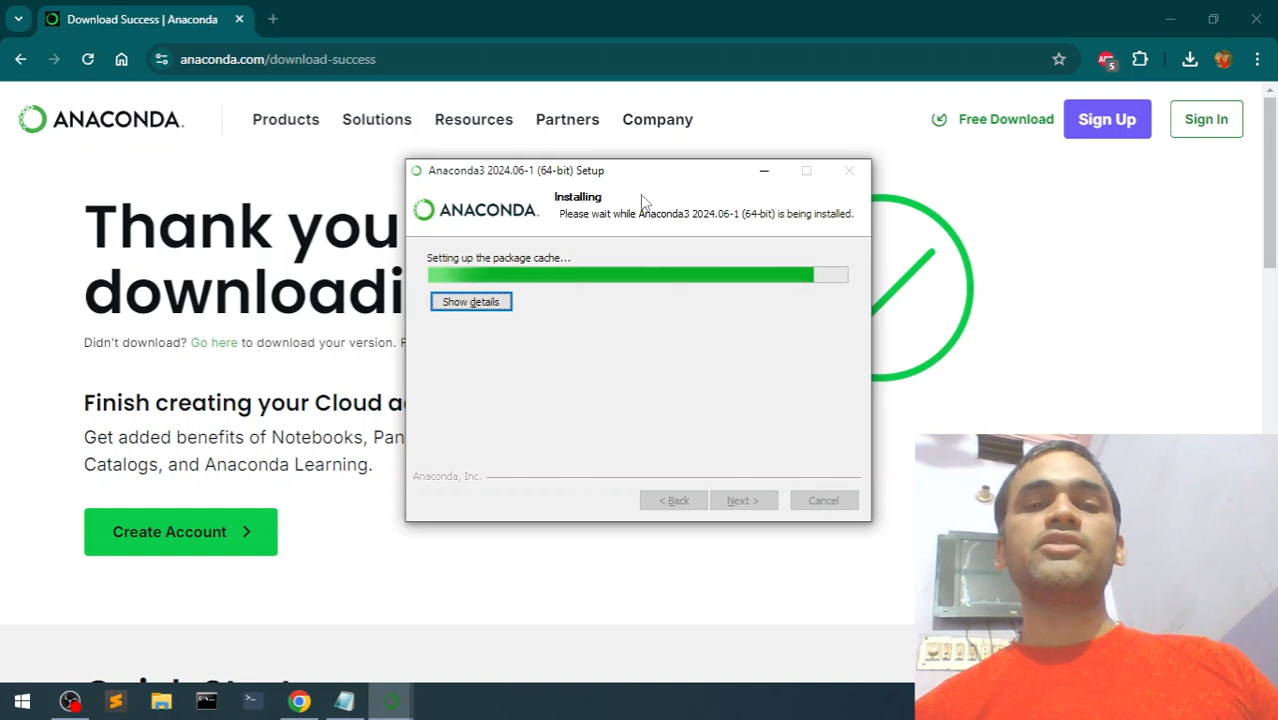 Download Success | Anaconda
anaconda.com/download-success
5
ANACONDA.
Products
Solutions
Resources
Partners
Company
Free Download
Sign Up
Sign In
Thank you
downloadi
Didn't download? Go here to download your version. F
Finish creating your Cloud a
Get added benefits of Notebooks, Pan
Catalogs, and Anaconda Learning.
Create Account
Anaconda3 2024.06-1 (64-bit) Setup
ANACONDA.
Installing
Please wait while Anaconda3 2024.06-1 (64-bit) is being installed.
Setting up the package cache...
Show details
Anaconda, Inc.
< Back
Next >
Cancel